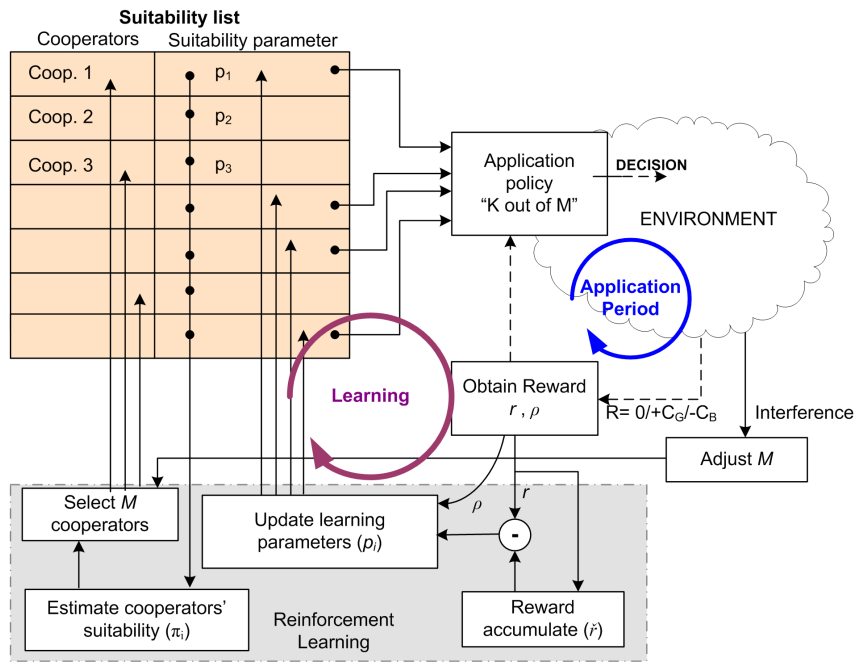 Suitability list
Cooperators
Suitability parameter
Coop. 1
p1
Coop. 2
p2
Coop. 3
p3
Application
policy
“K out of M”
DECISION
ENVIRONMENT
Application
Period
Learning
Obtain Reward
r , ρ
R= 0/+CG/-CB
Interference
Adjust M
Select M
cooperators
Update learning
parameters (pi)
ρ
r
-
Estimate cooperators’
suitability (πi)
Reinforcement
Learning
Reward
accumulate (ř)